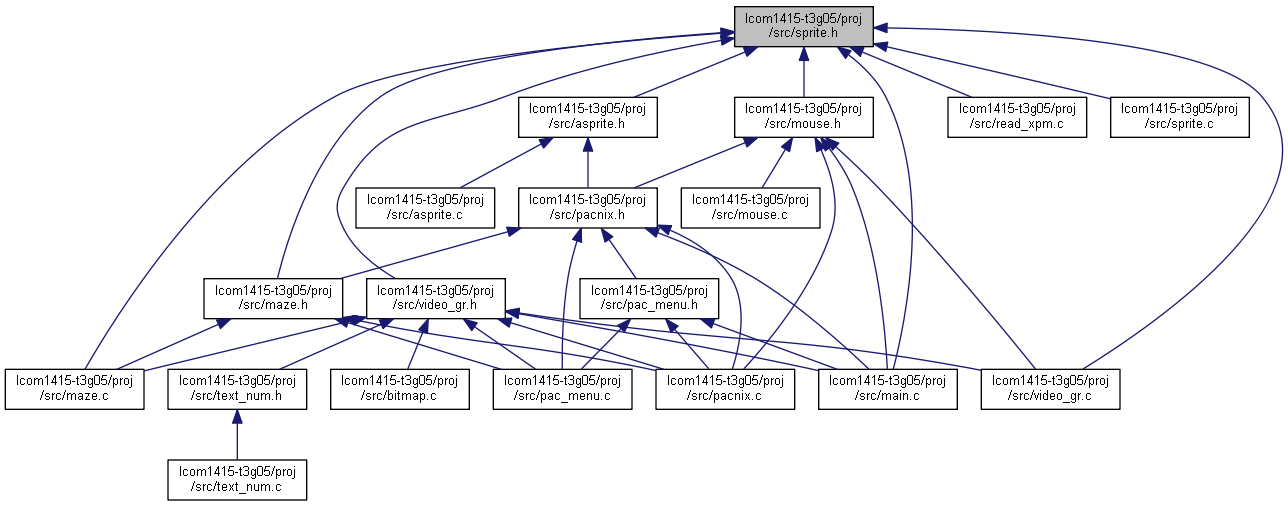 lcom1415-t3g05/proj
/src/sprite.h
lcom1415-t3g05/proj
/src/asprite.h
lcom1415-t3g05/proj
/src/mouse.h
lcom1415-t3g05/proj
/src/read_xpm.c
lcom1415-t3g05/proj
/src/sprite.c
lcom1415-t3g05/proj
/src/asprite.c
lcom1415-t3g05/proj
/src/pacnix.h
lcom1415-t3g05/proj
/src/mouse.c
lcom1415-t3g05/proj
/src/maze.h
lcom1415-t3g05/proj
/src/video_gr.h
lcom1415-t3g05/proj
/src/pac_menu.h
lcom1415-t3g05/proj
/src/maze.c
lcom1415-t3g05/proj
/src/text_num.h
lcom1415-t3g05/proj
/src/bitmap.c
lcom1415-t3g05/proj
/src/pac_menu.c
lcom1415-t3g05/proj
/src/pacnix.c
lcom1415-t3g05/proj
/src/main.c
lcom1415-t3g05/proj
/src/video_gr.c
lcom1415-t3g05/proj
/src/text_num.c